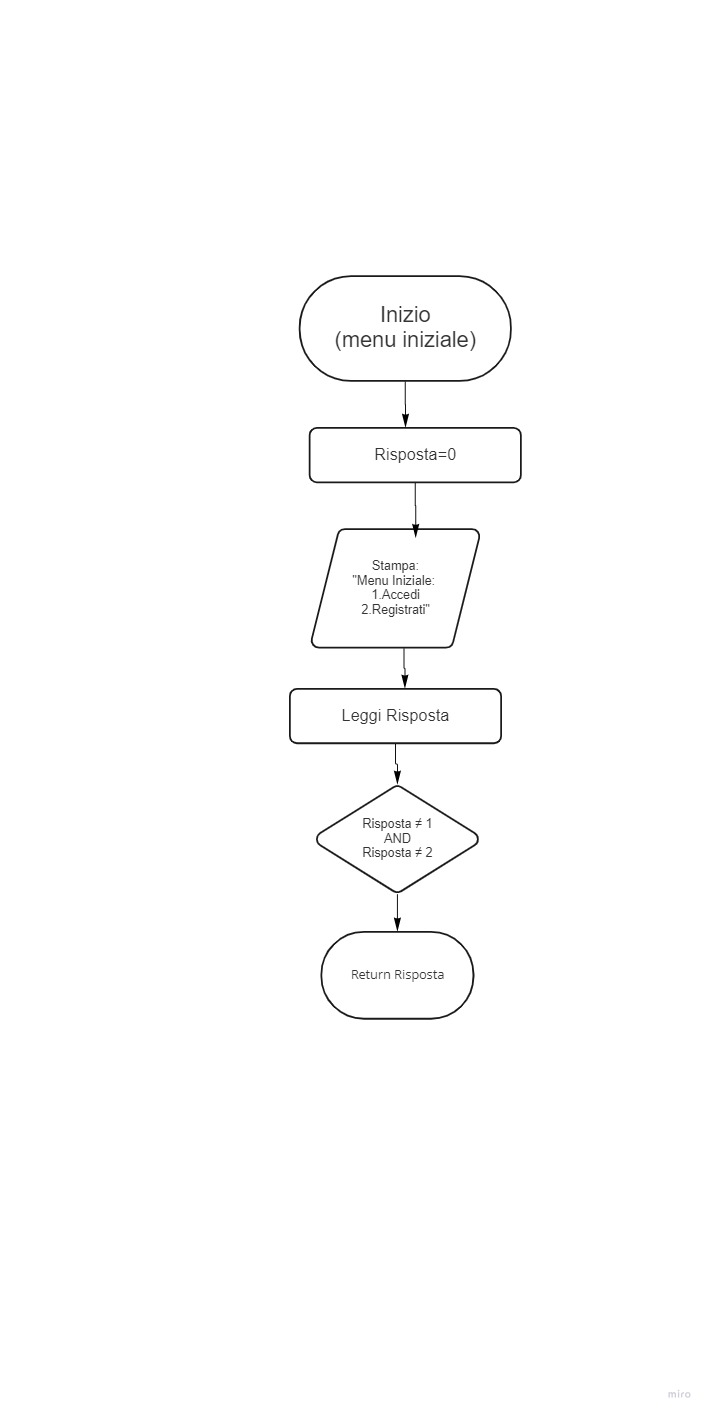 Inizio
(menu iniziale)
Risposta=0
Stampa:
"Menu Iniziale:
1.Accedi
2.Registrati"
Leggi Risposta
Risposta ≠ 1
AND
Risposta ≠ 2
Return Risposta
miro